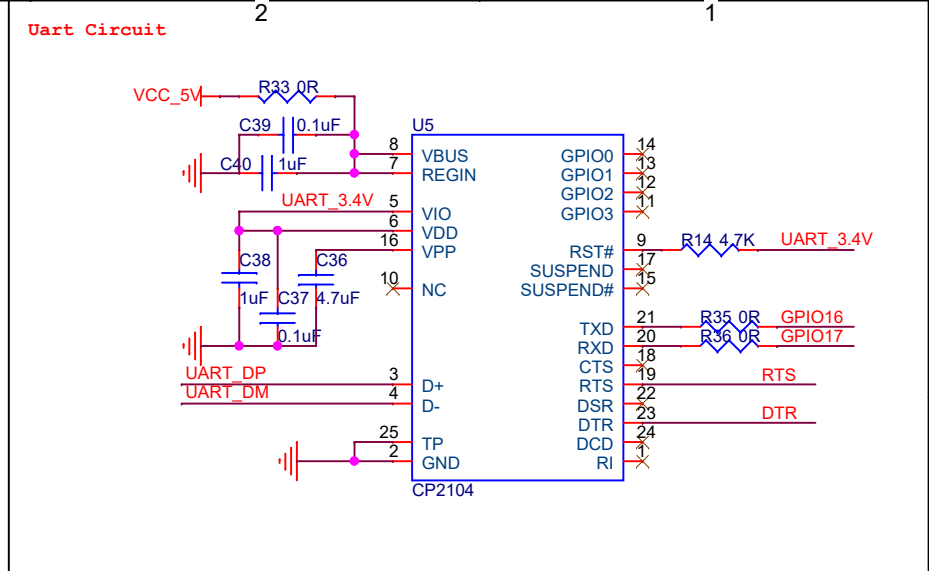 2
1
Uart Circuit
VCC_5V
R33 0R
C39
0.1uF
C40
1uF
U5
8
VBUS
7
REGIN
UART_3.4V
5
VIO
6
VDD
16
VPP
C38
1uF
C37
0.1uF
C36
4.7uF
10
NC
UART_DP
3
D+
UART_DM
4
D-
25
TP
2
GND
CP2104
GPIO0
14
GPIO1
13
GPIO2
12
GPIO3
11
RST#
9
R14 4.7K
UART_3.4V
SUSPEND
17
SUSPEND#
15
TXD
21
R35 0R
GPIO16
RXD
20
R36 0R
GPIO17
CTS
18
RTS
19
RTS
DSR
22
DTR
23
DTR
DCD
24
RI
1